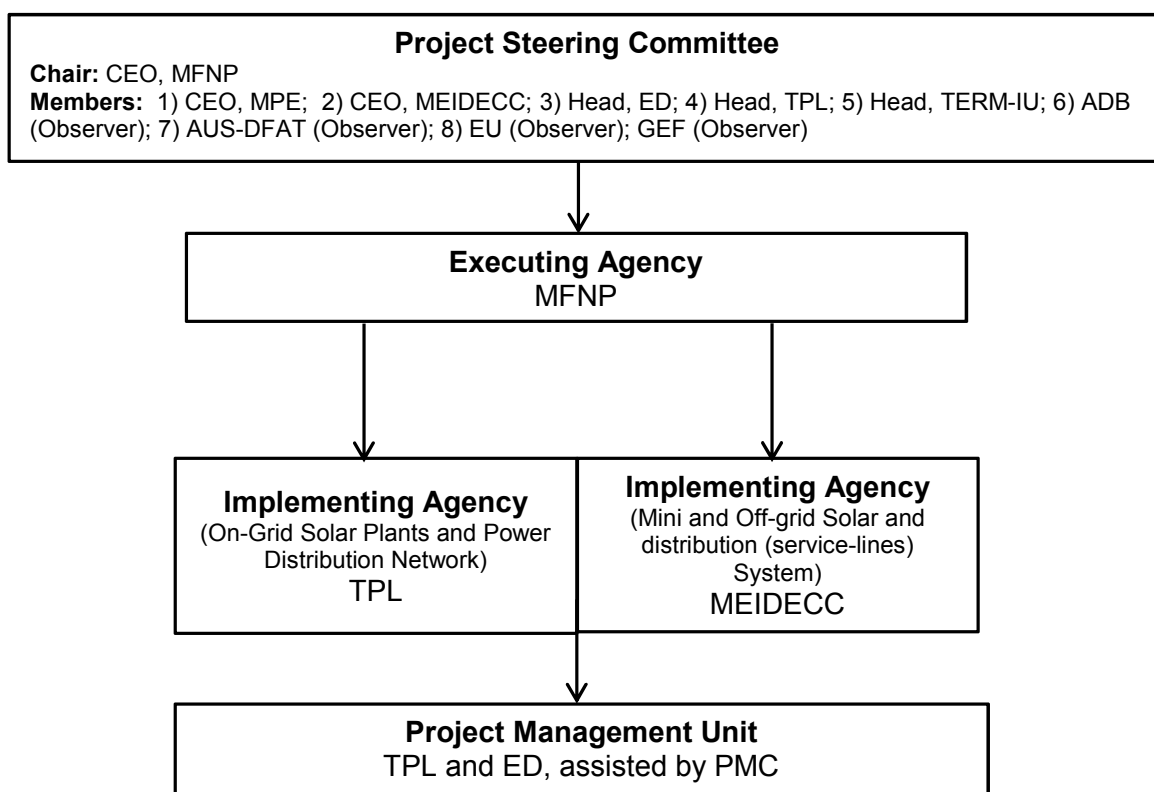 Project Steering Committee
Chair: CEO, MFNP
Members: 1) CEO, MPE; 2) CEO, MEIDECC; 3) Head, ED; 4) Head, TPL; 5) Head, TERM-IU; 6) ADB
(Observer); 7) AUS-DFAT (Observer); 8) EU (Observer); GEF (Observer)
Executing Agency
MFNP
Implementing Agency
(On-Grid Solar Plants and Power
Distribution Network)
TPL
Implementing Agency
(Mini and Off-grid Solar and
distribution (service-lines)
System)
MEIDECC
Project Management Unit
TPL and ED, assisted by PMC